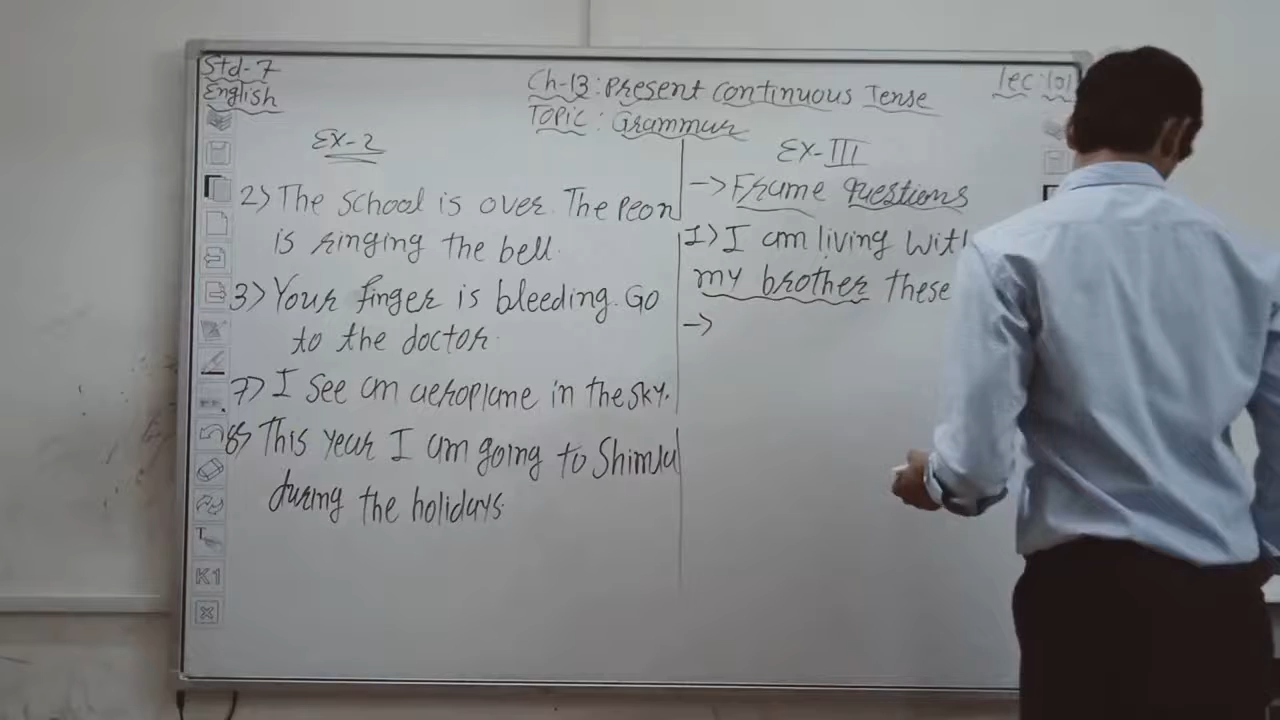 Std-7
English
Ch-13: Present Continuous Tense
Topic: Grammar
lec:101
Ex-2
2) The school is over. The Peon
is ringing the bell.
3) Your finger is bleeding. Go
to the doctor.
7) I see an aeroplane in the sky.
8) This year I am going to Shimla
during the holidays.
Ex-III
-> Frame questions
1) I am living with
my brother these
->
T
K1